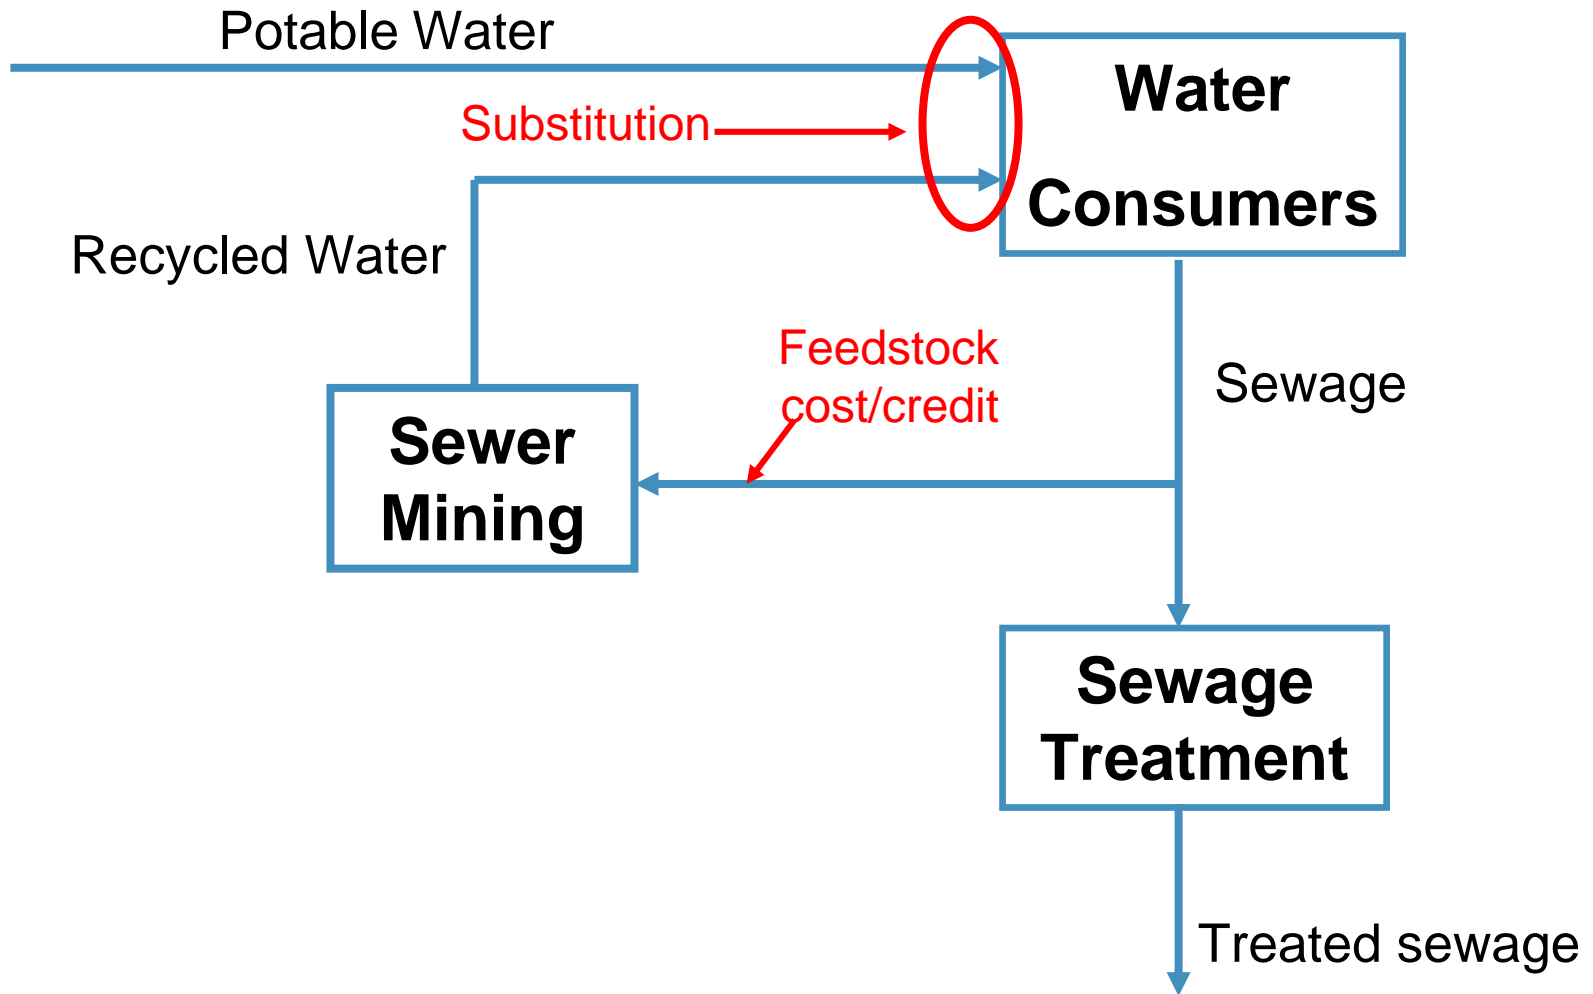 Potable Water
Water
Consumers
Substitution
Recycled Water
Feedstock
cost/credit
Sewage
Sewer
Mining
Sewage
Treatment
Treated sewage